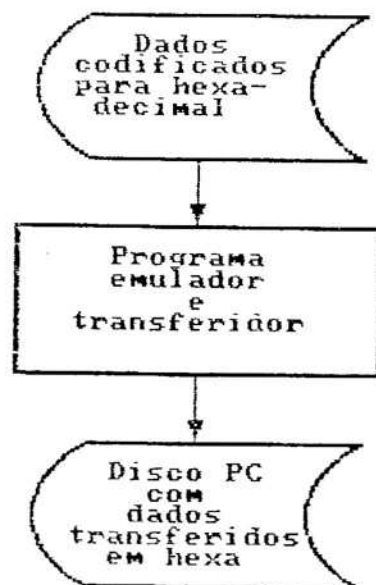 Dados
codificados
para hexa-
decimal
Programa
emulador
e
transferidor
Disco PC
com
dados
transferidos
em hexa